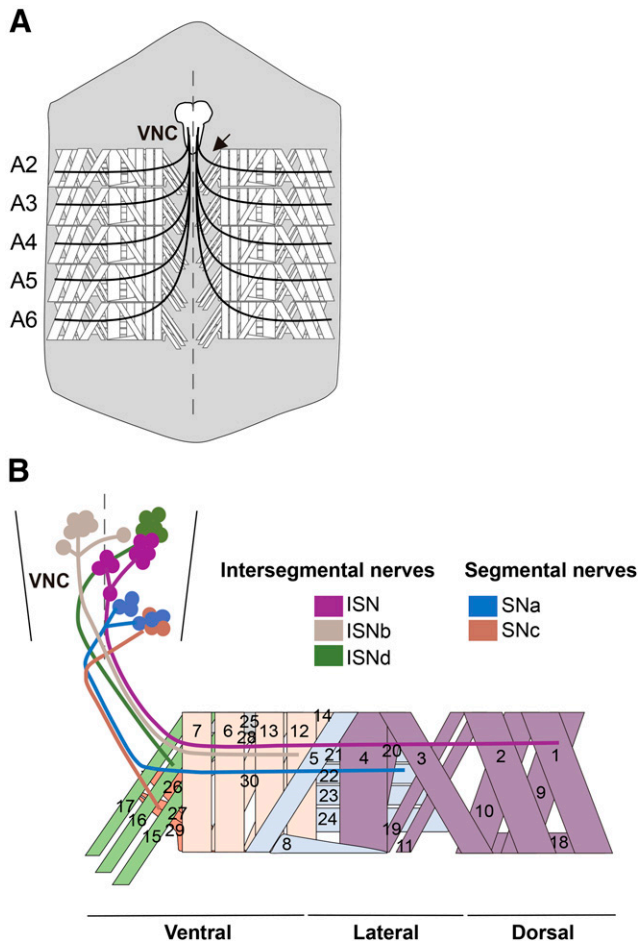 A
VNC
A2
A3
A4
A5
A6
B
VNC
Intersegmental nerves
Segmental nerves
ISN
SNa
ISNb
SNc
ISNd
7
6
25
28
13
12
14
5
21
22
23
24
4
20
3
2
1
30
17
16
15
26
27
29
8
19
11
10
9
18
Ventral
Lateral
Dorsal